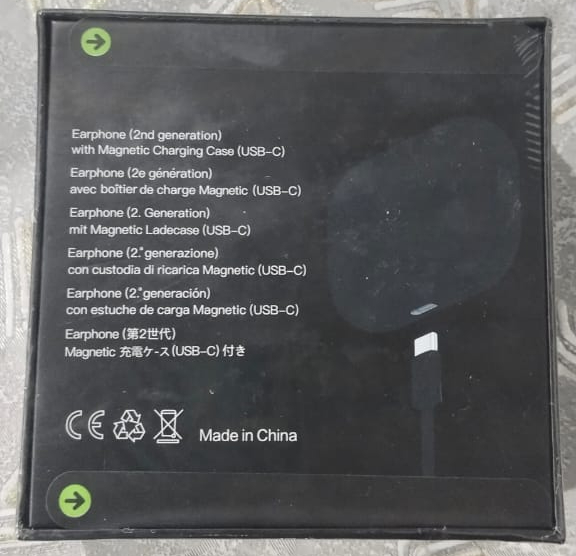 Earphone (2nd generation)
with Magnetic Charging Case (USB-C)
Earphone (2e génération)
avec boîtier de charge Magnetic (USB-C)
Earphone (2. Generation)
mit Magnetic Ladecase (USB-C)
Earphone (2.ª generazione)
con custodia di ricarica Magnetic (USB-C)
Earphone (2.ª generación)
con estuche de carga Magnetic (USB-C)
Earphone (第2世代)
Magnetic 充電ケース(USB-C) 付き
CE
Made in China